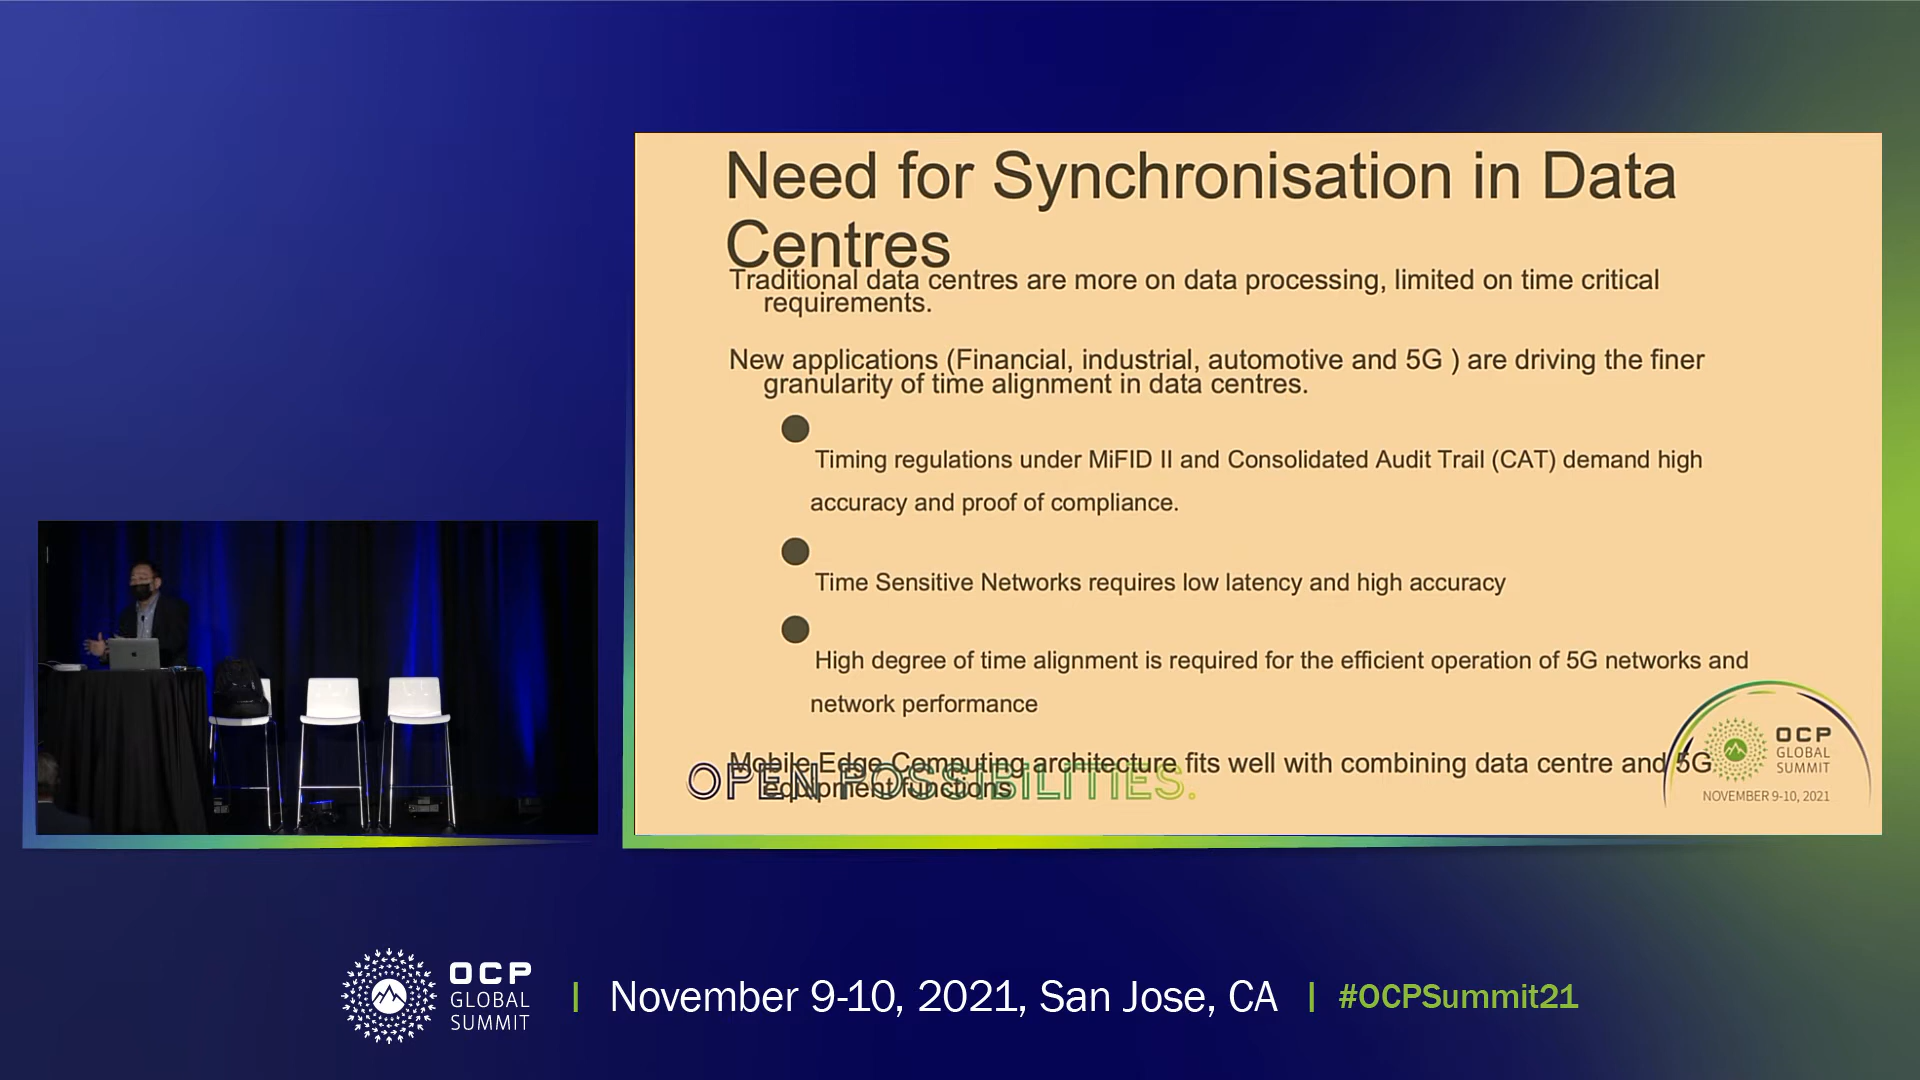 Need for Synchronisation in Data
Centres
Traditional data centres are more on data processing, limited on time critical
requirements.
New applications (Financial, industrial, automotive and 5G ) are driving the finer
granularity of time alignment in data centres.
Timing regulations under MiFID II and Consolidated Audit Trail (CAT) demand high
accuracy and proof of compliance.
Time Sensitive Networks requires low latency and high accuracy
High degree of time alignment is required for the efficient operation of 5G networks and
network performance
Mobile Edge Computing architecture fits well with combining data centre and 5G
equipment functions
OPEN POSSIBILITIES.
OCP
GLOBAL
SUMMIT
NOVEMBER 9-10, 2021
OCP
GLOBAL
SUMMIT
November 9-10, 2021, San Jose, CA
#OCPSummit21